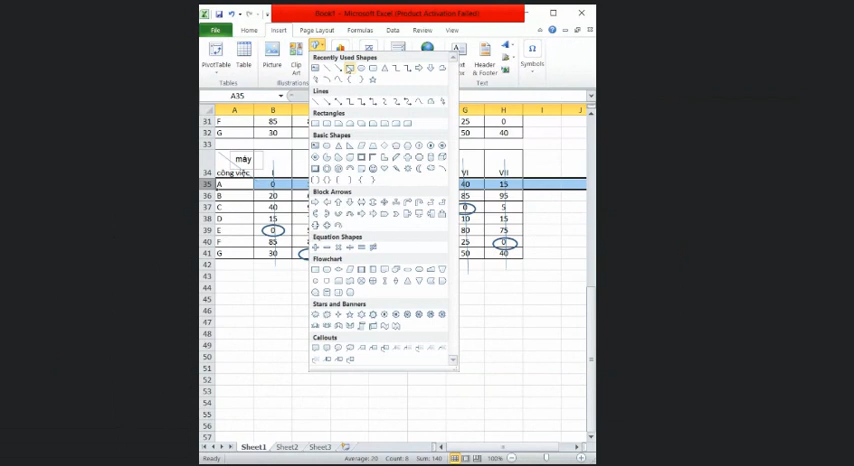 Book1 - Microsoft Excel (Product Activation Failed)
File Home Insert Page Layout Formulas Data Review View
PivotTable Table Picture Clip Art Header & Footer Symbols
Tables Illustrations Text
A35
Recently Used Shapes
Lines
Rectangles
Basic Shapes
Block Arrows
Equation Shapes
Flowchart
Stars and Banners
Callouts
A B G H I J
31 F 85 25 0
32 G 30 50 40
33
máy
34 công việc I VI VII
35 A 0 40 15
36 B 20 85 95
37 C 40 0 5
38 D 15 10 15
39 E 0 80 75
40 F 85 25 0
41 G 30 50 40
42
43
44
45
46
47
48
49
50
51
52
53
54
55
56
57
Sheet1 Sheet2 Sheet3
Average: 20 Count: 8 Sum: 140 100%